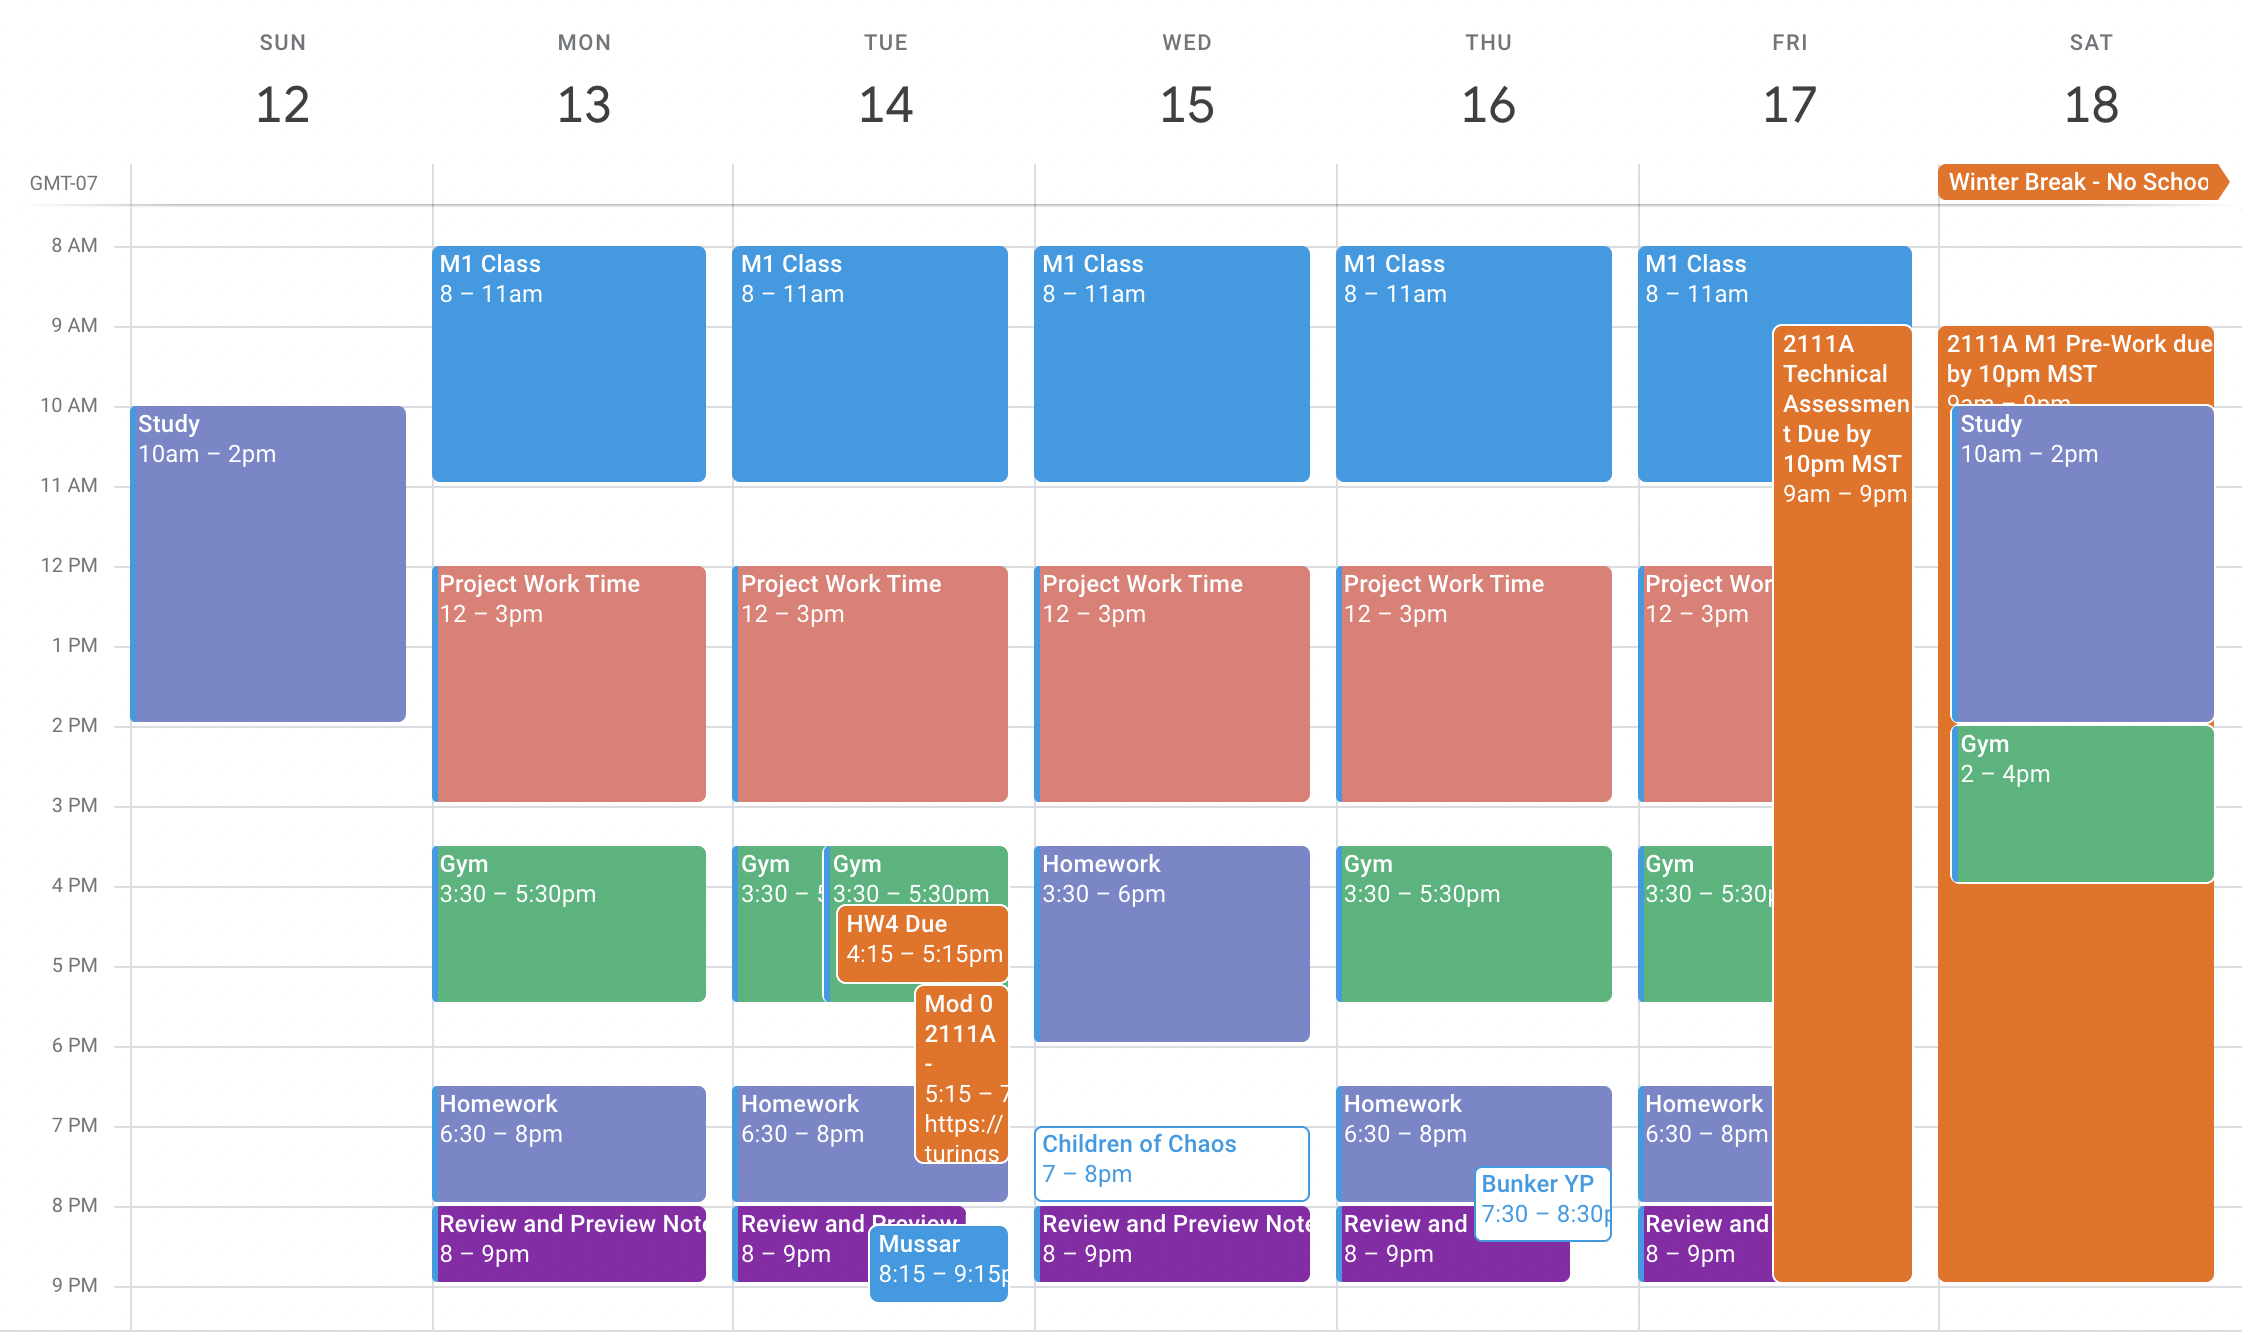 SUN
12
MON
13
TUE
14
WED
15
THU
16
FRI
17
SAT
18
GMT-07
Winter Break - No Schoo
8 AM
9 AM
10 AM
11 AM
12 PM
1 PM
2 PM
3 PM
4 PM
5 PM
6 PM
7 PM
8 PM
9 PM
Study
10am – 2pm
M1 Class
8 – 11am
Project Work Time
12 – 3pm
Gym
3:30 – 5:30pm
Homework
6:30 – 8pm
Review and Preview Note
8 – 9pm
M1 Class
8 – 11am
Project Work Time
12 – 3pm
Gym
3:30 – 5
Gym
3:30 – 5:30pm
HW4 Due
4:15 – 5:15pm
Mod 0
2111A
-
5:15 – 7
https://
turings
Homework
6:30 – 8pm
Review and Preview
8 – 9pm
Mussar
8:15 – 9:15p
M1 Class
8 – 11am
Project Work Time
12 – 3pm
Homework
3:30 – 6pm
Children of Chaos
7 – 8pm
Review and Preview Note
8 – 9pm
M1 Class
8 – 11am
Project Work Time
12 – 3pm
Gym
3:30 – 5:30pm
Homework
6:30 – 8pm
Bunker YP
7:30 – 8:30p
Review and
8 – 9pm
M1 Class
8 – 11am
2111A
Technical
Assessmen
t Due by
10pm MST
9am – 9pm
Project Wor
12 – 3pm
Gym
3:30 – 5:30p
Homework
6:30 – 8pm
Review and
8 – 9pm
2111A M1 Pre-Work due
by 10pm MST
9am – 9pm
Study
10am – 2pm
Gym
2 – 4pm